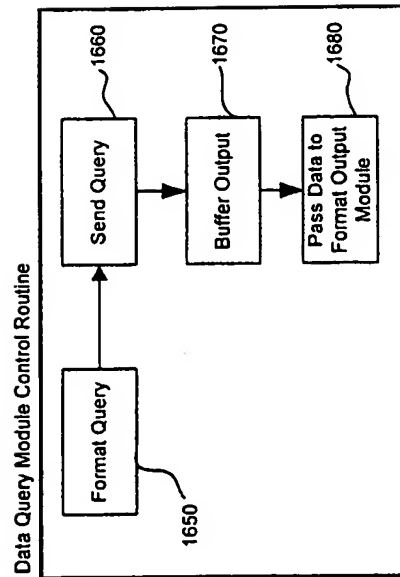 Data Query Module Control Routine
Format Query
1650
Send Query
1660
Buffer Output
1670
Pass Data to
Format Output
Module
1680